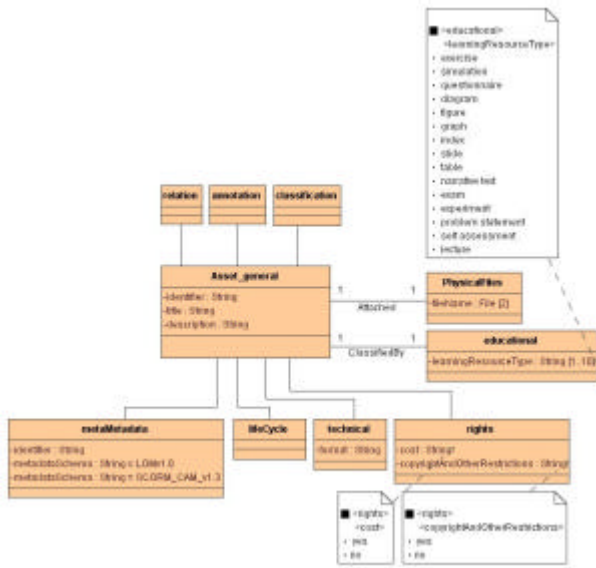 <educational>
<learningResourceType>
exercise
simulation
questionnaire
diagram
figure
graph
index
slide
table
narrative text
exam
experiment
problem statement
self assessment
lecture
relation
annotation
classification
Asset_general
-identifier : String
-title : String
-description : String
1
1
Attached
PhysicalFiles
-fileName : File
1
1
ClassifiedBy
educational
-learningResourceType : String
metaMetadata
-identifier : String
-metadataSchema : String = LOMv1.0
-metadataSchema : String = SCORM_CAM_v1.3
lifeCycle
technical
-format : String
rights
-cost : String
-copyrightAndOtherRestrictions : String
<rights>
<cost>
yes
no
<rights>
<copyrightAndOtherRestrictions>
yes
no